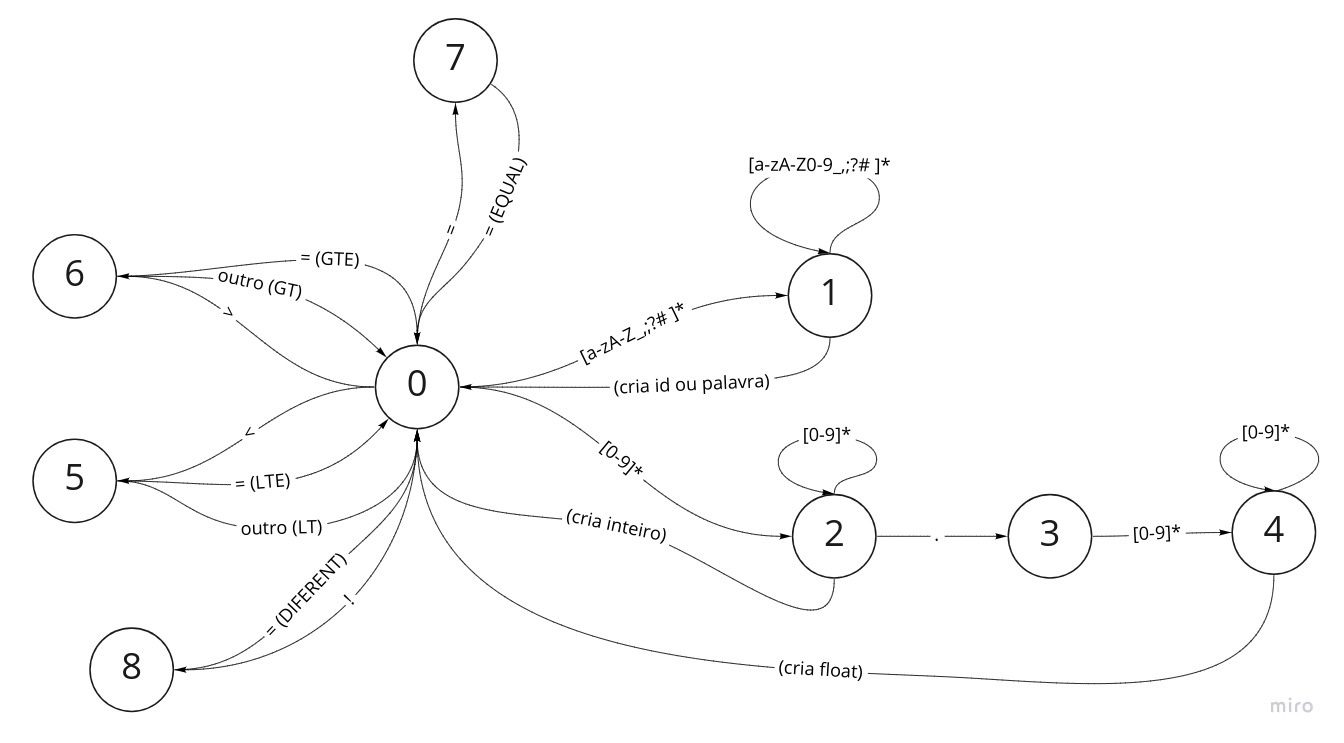 7
[a-zA-Z0-9_,;?# ]*
=
= (EQUAL)
6
= (GTE)
outro (GT)
>
1
[a-zA-Z_,;?# ]*
0
(cria id ou palavra)
<
5
= (LTE)
outro (LT)
[0-9]*
[0-9]*
[0-9]*
(cria inteiro)
2
.
3
[0-9]*
4
= (DIFERENT)
!
8
(cria float)
miro